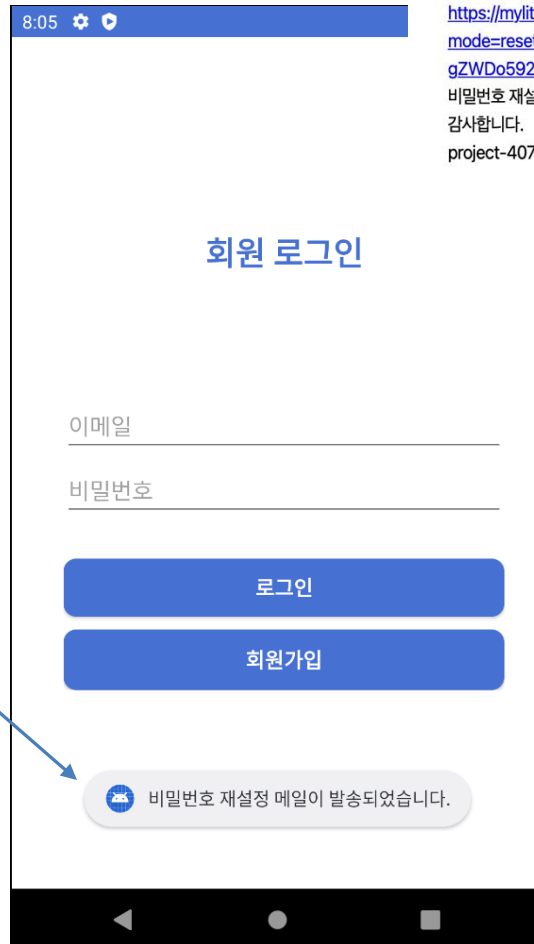 8:05
https://mylit
mode=reset
gZWDo592
비밀번호 재설
감사합니다.
project-407
회원 로그인
이메일
비밀번호
로그인
회원가입
비밀번호 재설정 메일이 발송되었습니다.